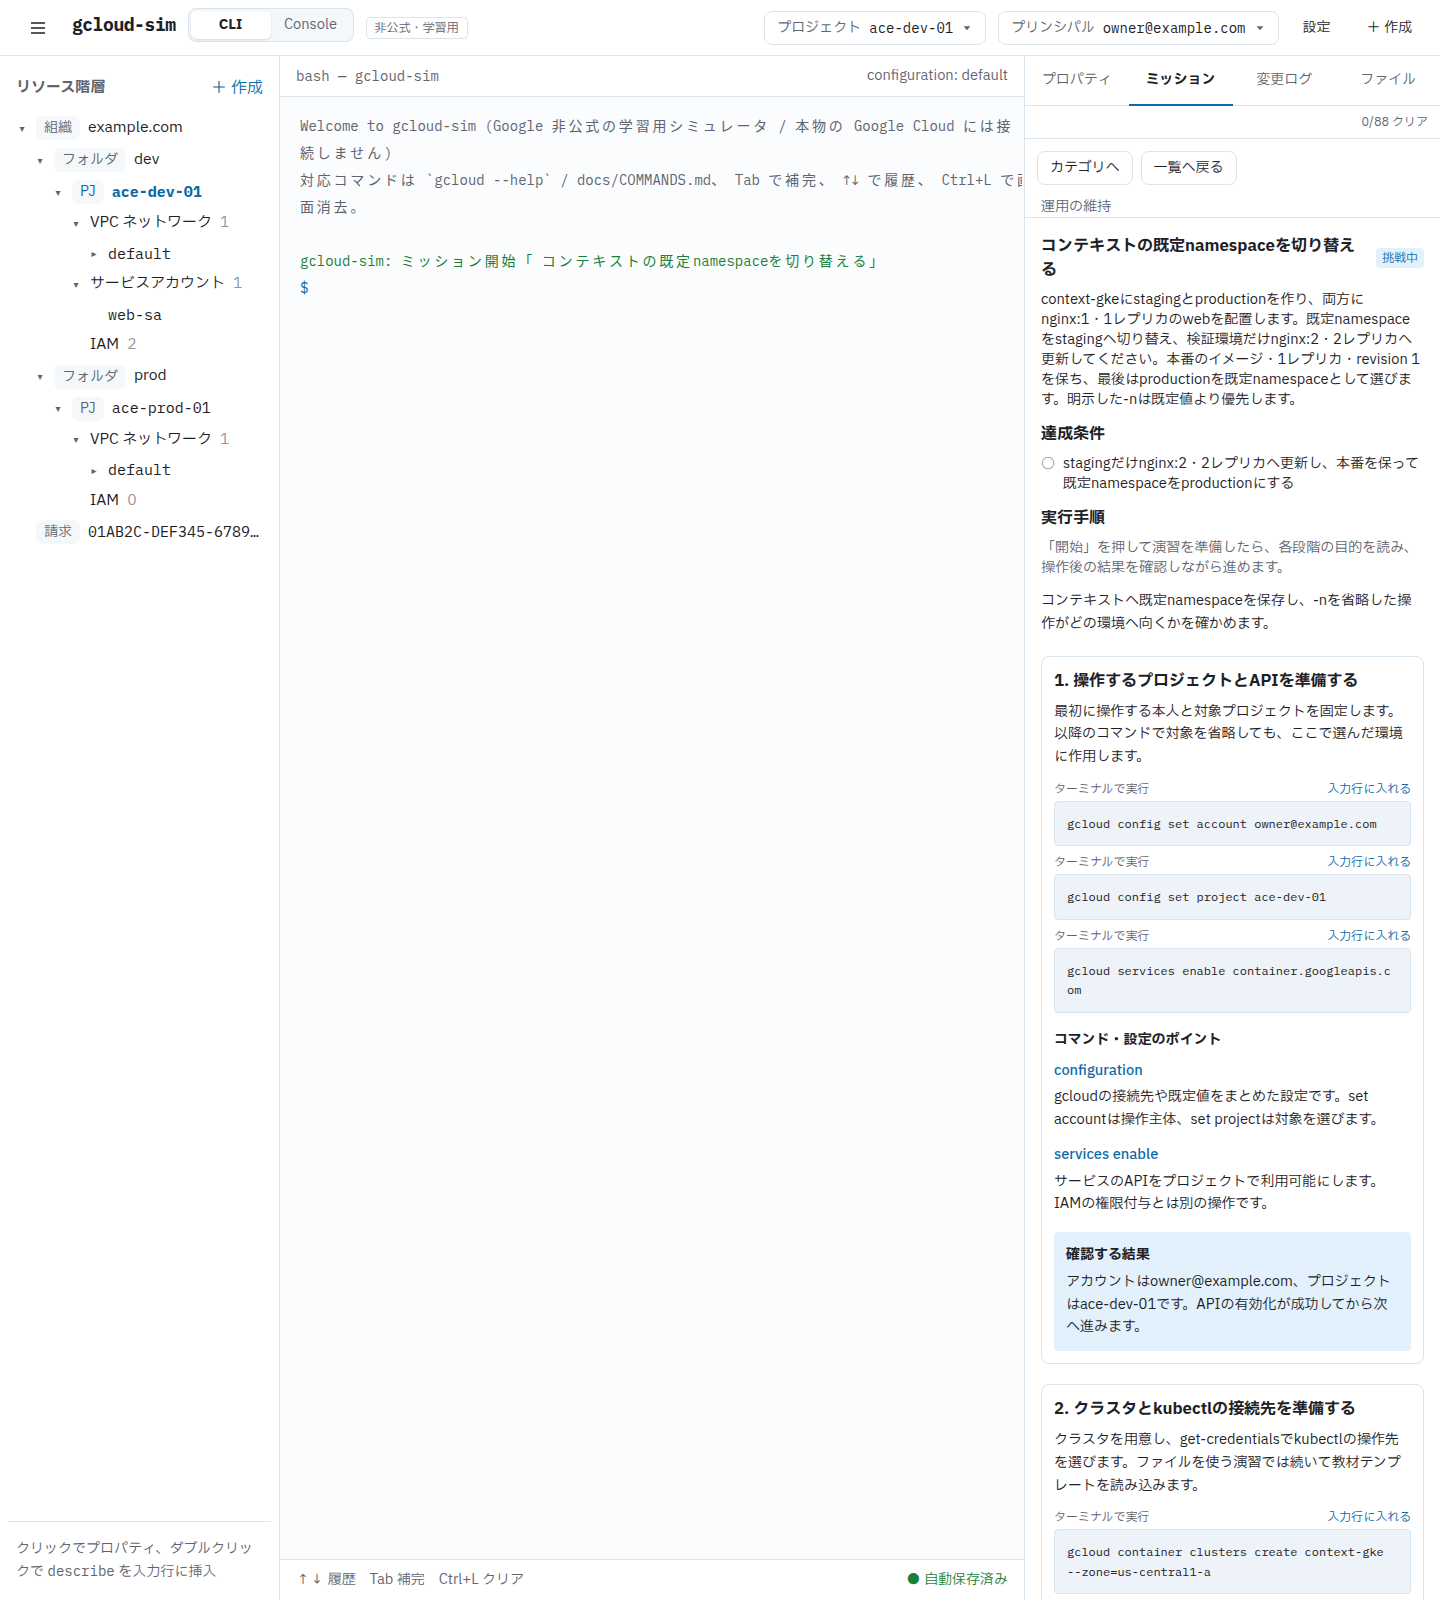 gcloud-sim CLI Console 非公式・学習用 プロジェクト ace-dev-01 プリンシパル owner@example.com 設定 ＋ 作成
リソース階層 ＋ 作成
組織 example.com
フォルダ dev
PJ ace-dev-01
VPC ネットワーク 1
default
サービスアカウント 1
web-sa
IAM 2
フォルダ prod
PJ ace-prod-01
VPC ネットワーク 1
default
IAM 0
請求 01AB2C-DEF345-6789…
クリックでプロパティ、ダブルクリッ
クで describe を入力行に挿入
bash — gcloud-sim configuration: default
Welcome to gcloud-sim (Google 非公式の学習用シミュレータ / 本物の Google Cloud には接
続しません)
対応コマンドは `gcloud --help` / docs/COMMANDS.md、 Tab で補完、 ↑↓ で履歴、 Ctrl+L で画
面消去。
gcloud-sim: ミッション開始「 コンテキストの既定namespaceを切り替える」
$
↑↓ 履歴 Tab 補完 Ctrl+L クリア ● 自動保存済み
プロパティ ミッション 変更ログ ファイル
0/88 クリア
カテゴリへ 一覧へ戻る
運用の維持
コンテキストの既定namespaceを切り替え
る
挑戦中
context-gkeにstagingとproductionを作り、両方に
nginx:1・1レプリカのwebを配置します。既定namespace
をstagingへ切り替え、検証環境だけnginx:2・2レプリカへ
更新してください。本番のイメージ・1レプリカ・revision 1
を保ち、最後はproductionを既定namespaceとして選びま
す。明示した-nは既定値より優先します。
達成条件
○ stagingだけnginx:2・2レプリカへ更新し、本番を保って
既定namespaceをproductionにする
実行手順
「開始」を押して演習を準備したら、各段階の目的を読み、
操作後の結果を確認しながら進めます。
コンテキストへ既定namespaceを保存し、-nを省略した操
作がどの環境へ向くかを確かめます。
1. 操作するプロジェクトとAPIを準備する
最初に操作する本人と対象プロジェクトを固定します。
以降のコマンドで対象を省略しても、ここで選んだ環境
に作用します。
ターミナルで実行 入力行に入れる
gcloud config set account owner@example.com
ターミナルで実行 入力行に入れる
gcloud config set project ace-dev-01
ターミナルで実行 入力行に入れる
gcloud services enable container.googleapis.c
om
コマンド・設定のポイント
configuration
gcloudの接続先や既定値をまとめた設定です。set
accountは操作主体、set projectは対象を選びます。
services enable
サービスのAPIをプロジェクトで利用可能にします。
IAMの権限付与とは別の操作です。
確認する結果
アカウントはowner@example.com、プロジェクト
はace-dev-01です。APIの有効化が成功してから次
へ進みます。
2. クラスタとkubectlの接続先を準備する
クラスタを用意し、get-credentialsでkubectlの操作先
を選びます。ファイルを使う演習では続いて教材テンプ
レートを読み込みます。
ターミナルで実行 入力行に入れる
gcloud container clusters create context-gke
--zone=us-central1-a